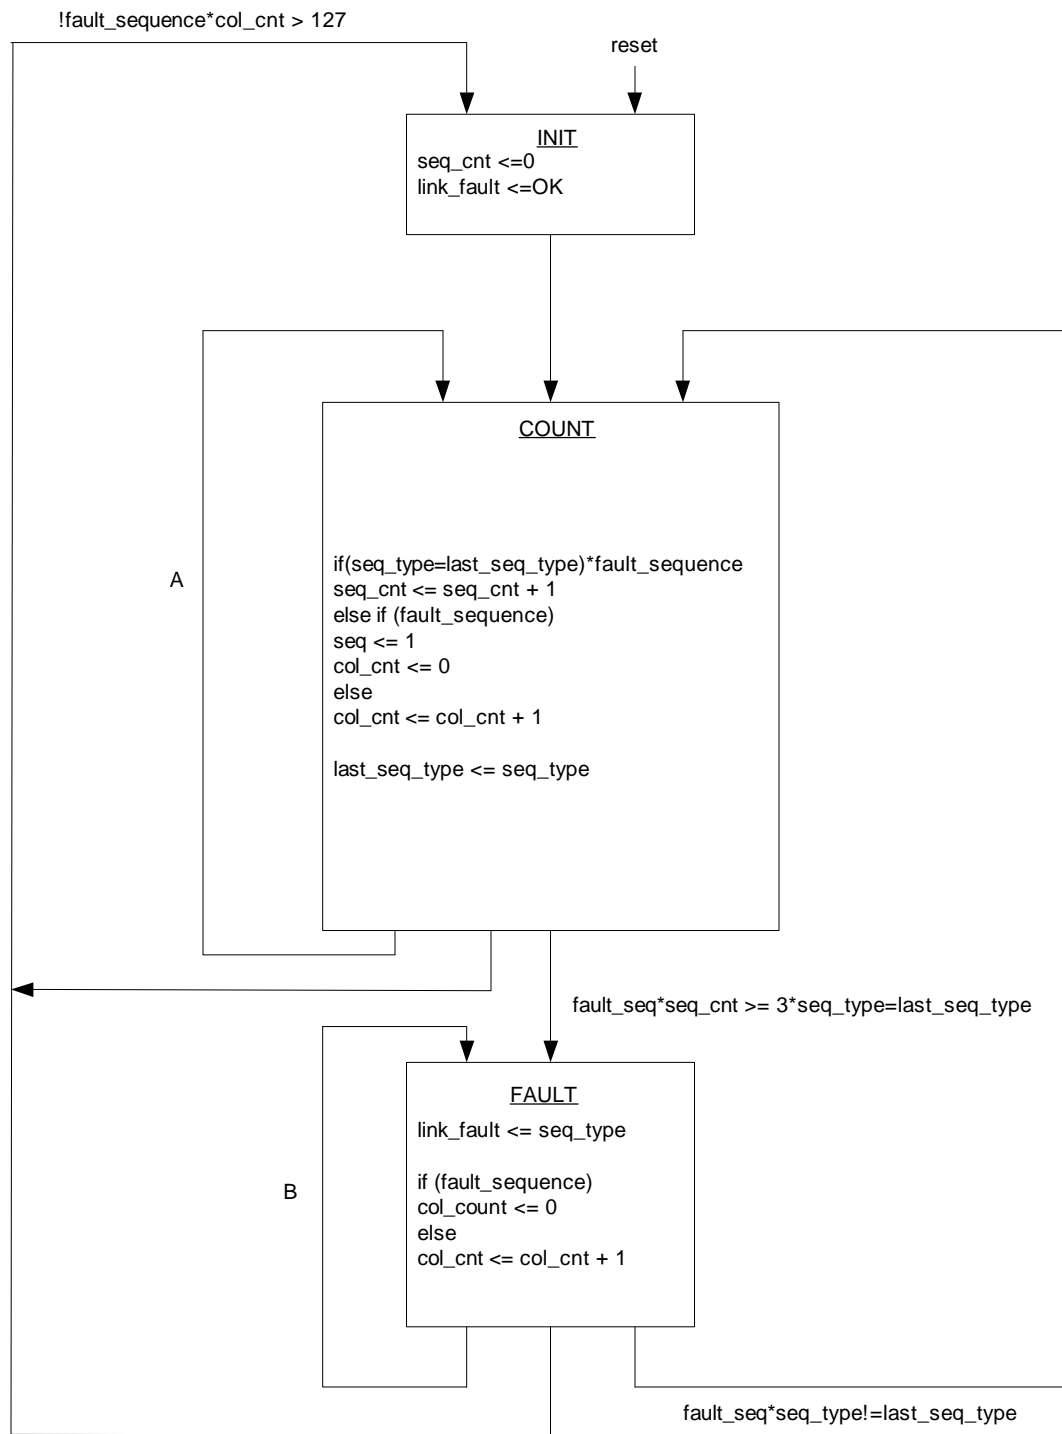 !fault_sequence*col_cnt > 127
reset
INIT
seq_cnt <=0
link_fault <=OK
COUNT
A
if(seq_type=last_seq_type)*fault_sequence
seq_cnt <= seq_cnt + 1
else if (fault_sequence)
seq <= 1
col_cnt <= 0
else
col_cnt <= col_cnt + 1
last_seq_type <= seq_type
fault_seq*seq_cnt >= 3*seq_type=last_seq_type
FAULT
link_fault <= seq_type
B
if (fault_sequence)
col_count <= 0
else
col_cnt <= col_cnt + 1
fault_seq*seq_type!=last_seq_type